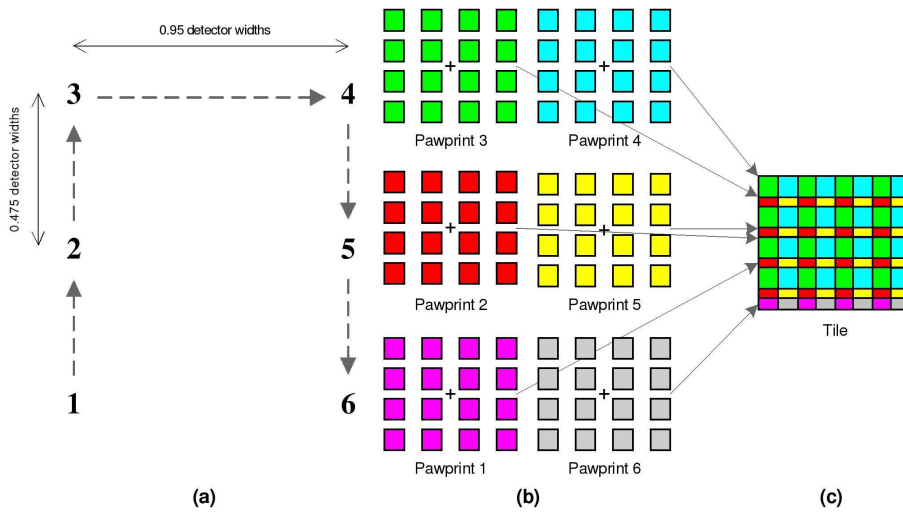 0.95 detector widths
3
4
0.475 detector widths
2
5
1
6
+
+
Pawprint 3
Pawprint 4
+
+
Pawprint 2
Pawprint 5
+
+
Pawprint 1
Pawprint 6
Tile
(a)
(b)
(c)